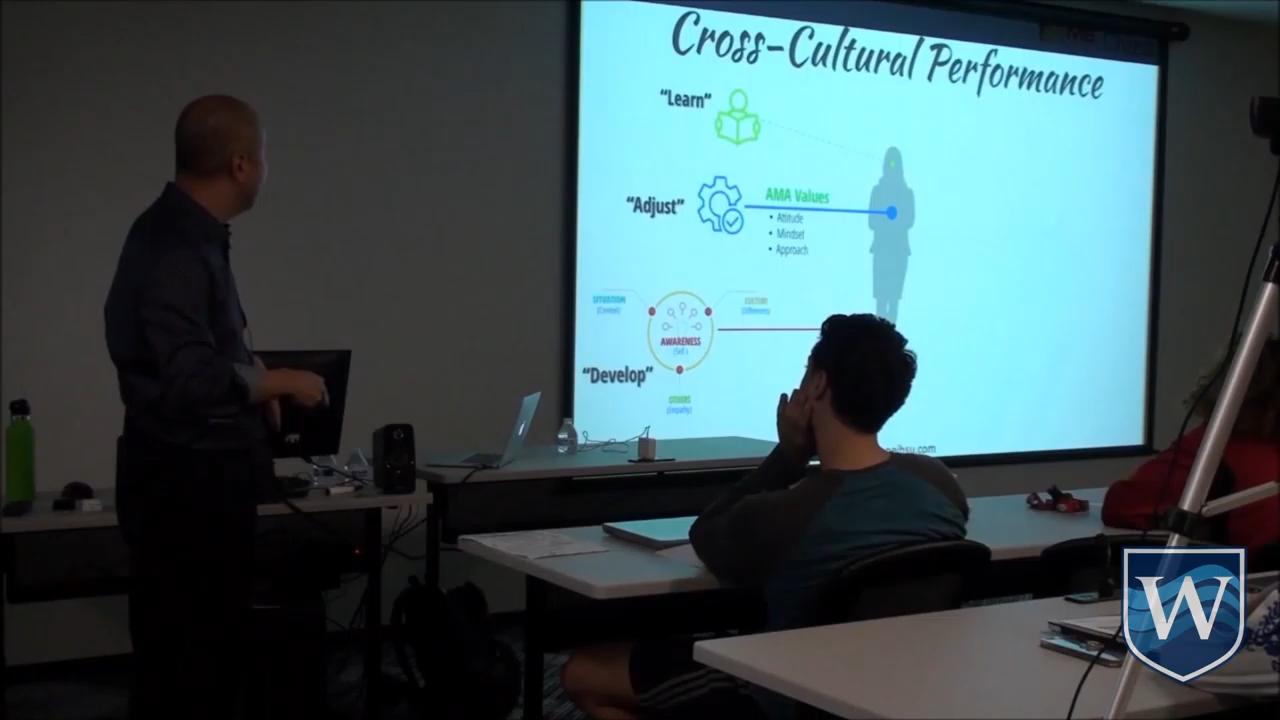 Cross-Cultural Performance
“Learn“
“Adjust”
AMA Values
• Attitude
• Mindset
• Approach
SITUATION
(Context)
CULTURE
(Difference)
AWARENESS
(Self)
“Develop”
OTHERS
(Empathy)
W